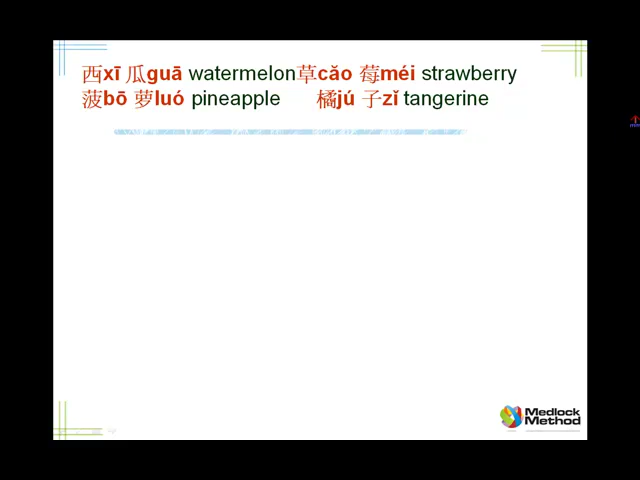 西xī 瓜guā watermelon草cǎo 莓méi strawberry
菠bō 萝luó pineapple 橘jú 子zǐ tangerine
Medlock
Method